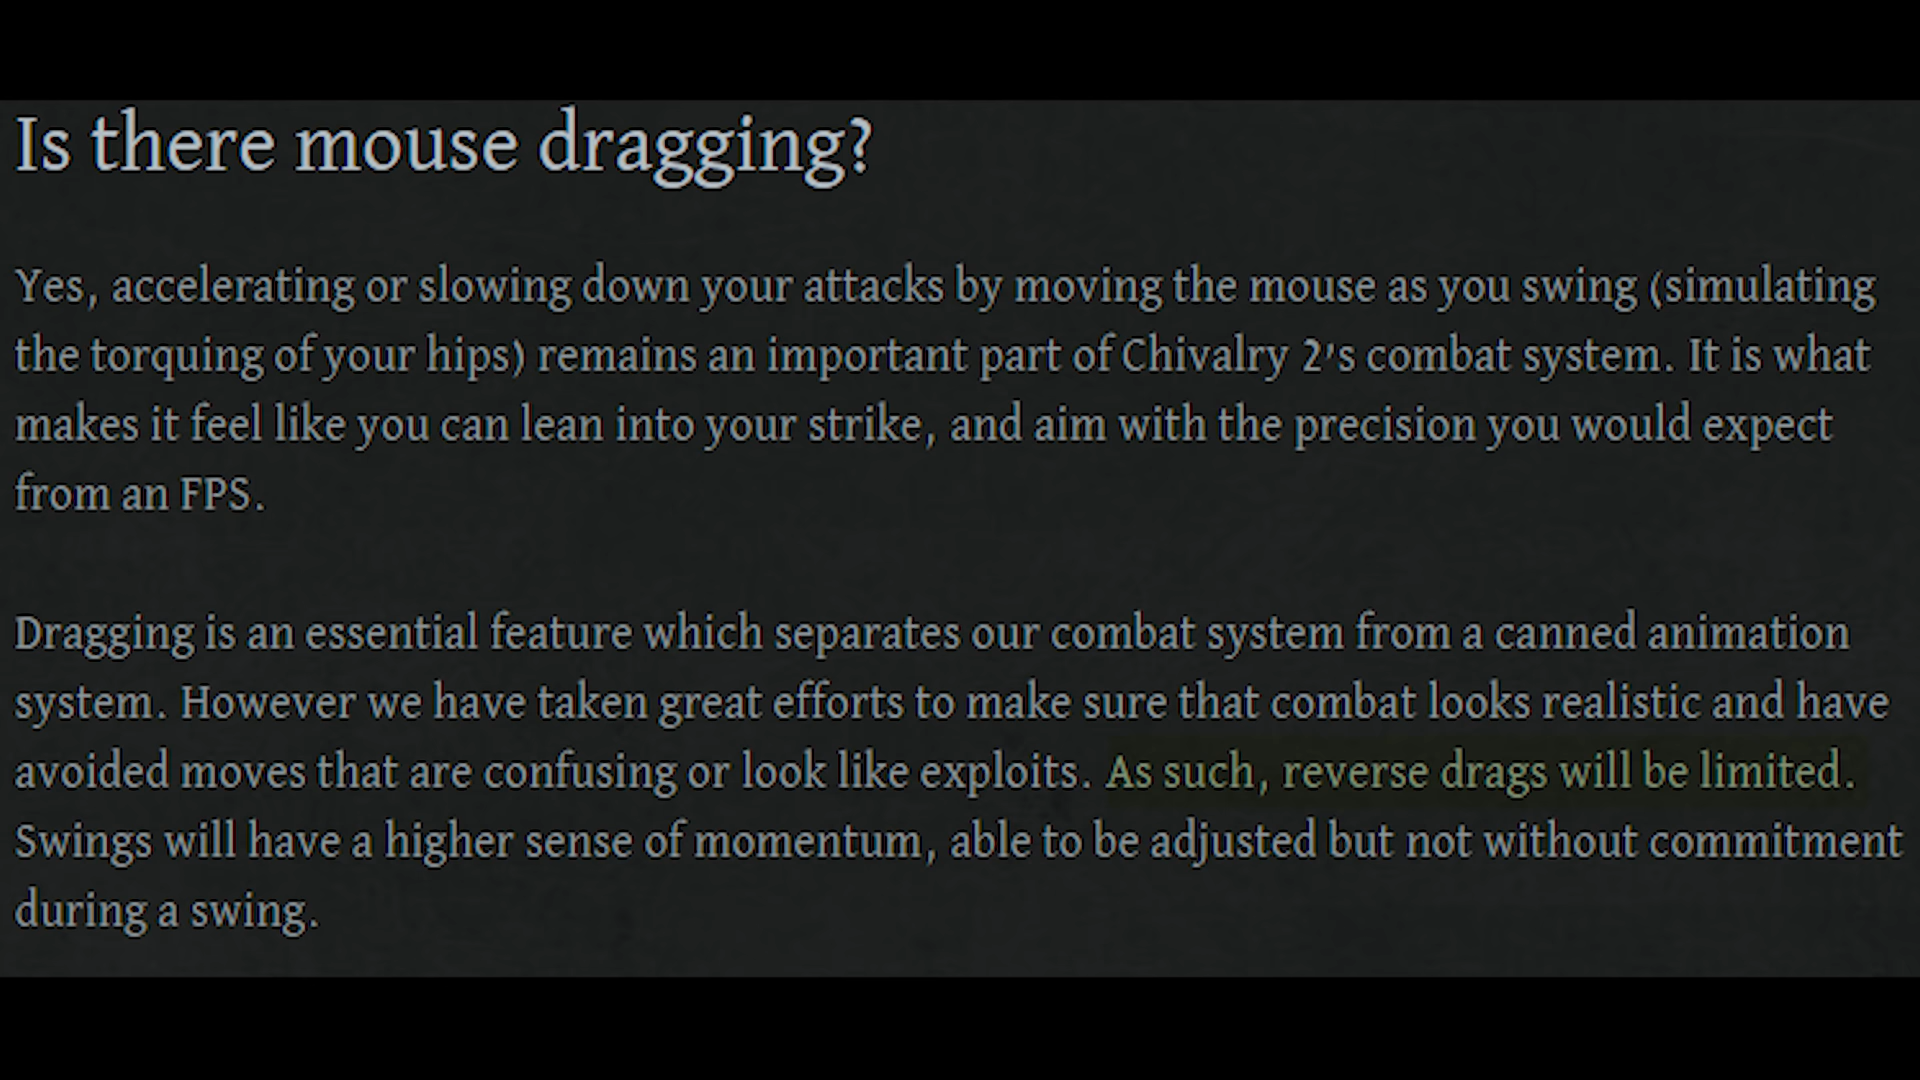 Is there mouse dragging?
Yes, accelerating or slowing down your attacks by moving the mouse as you swing (simulating
the torquing of your hips) remains an important part of Chivalry 2's combat system. It is what
makes it feel like you can lean into your strike, and aim with the precision you would expect
from an FPS.
Dragging is an essential feature which separates our combat system from a canned animation
system. However we have taken great efforts to make sure that combat looks realistic and have
avoided moves that are confusing or look like exploits. As such, reverse drags will be limited.
Swings will have a higher sense of momentum, able to be adjusted but not without commitment
during a swing.